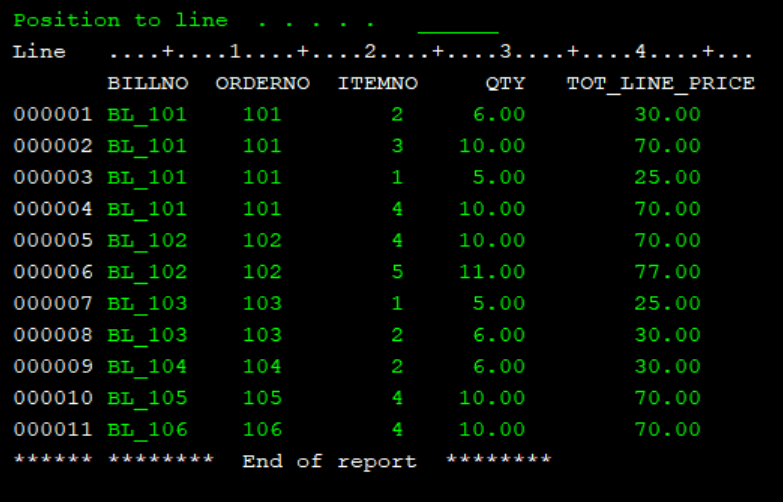 Position to line . . . . .
Line ....+....1....+....2....+....3....+....4....+...
BILLNO ORDERNO ITEMNO QTY TOT_LINE_PRICE
000001 BL_101 101 2 6.00 30.00
000002 BL_101 101 3 10.00 70.00
000003 BL_101 101 1 5.00 25.00
000004 BL_101 101 4 10.00 70.00
000005 BL_102 102 4 10.00 70.00
000006 BL_102 102 5 11.00 77.00
000007 BL_103 103 1 5.00 25.00
000008 BL_103 103 2 6.00 30.00
000009 BL_104 104 2 6.00 30.00
000010 BL_105 105 4 10.00 70.00
000011 BL_106 106 4 10.00 70.00
****** ******** End of report ********